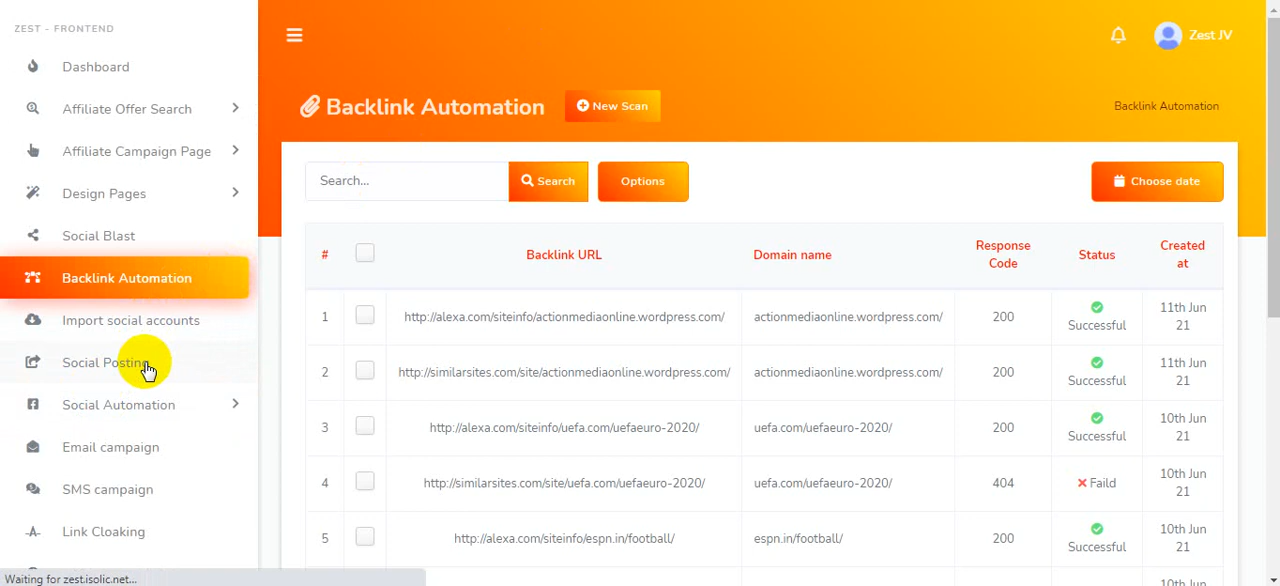 ZEST - FRONTEND
Dashboard
Affiliate Offer Search
Affiliate Campaign Page
Design Pages
Social Blast
Backlink Automation
Import social accounts
Social Posting
Social Automation
Email campaign
SMS campaign
Link Cloaking
Waiting for zest.isolic.net...
Zest JV
Backlink Automation
New Scan
Backlink Automation
Search...
Search
Options
Choose date
# Backlink URL Domain name Response Code Status Created at
1 http://alexa.com/siteinfo/actionmediaonline.wordpress.com/ actionmediaonline.wordpress.com/ 200 Successful 11th Jun 21
2 http://similarsites.com/site/actionmediaonline.wordpress.com/ actionmediaonline.wordpress.com/ 200 Successful 11th Jun 21
3 http://alexa.com/siteinfo/uefa.com/uefaeuro-2020/ uefa.com/uefaeuro-2020/ 200 Successful 10th Jun 21
4 http://similarsites.com/site/uefa.com/uefaeuro-2020/ uefa.com/uefaeuro-2020/ 404 Faild 10th Jun 21
5 http://alexa.com/siteinfo/espn.in/football/ espn.in/football/ 200 Successful 10th Jun 21
10th Jun